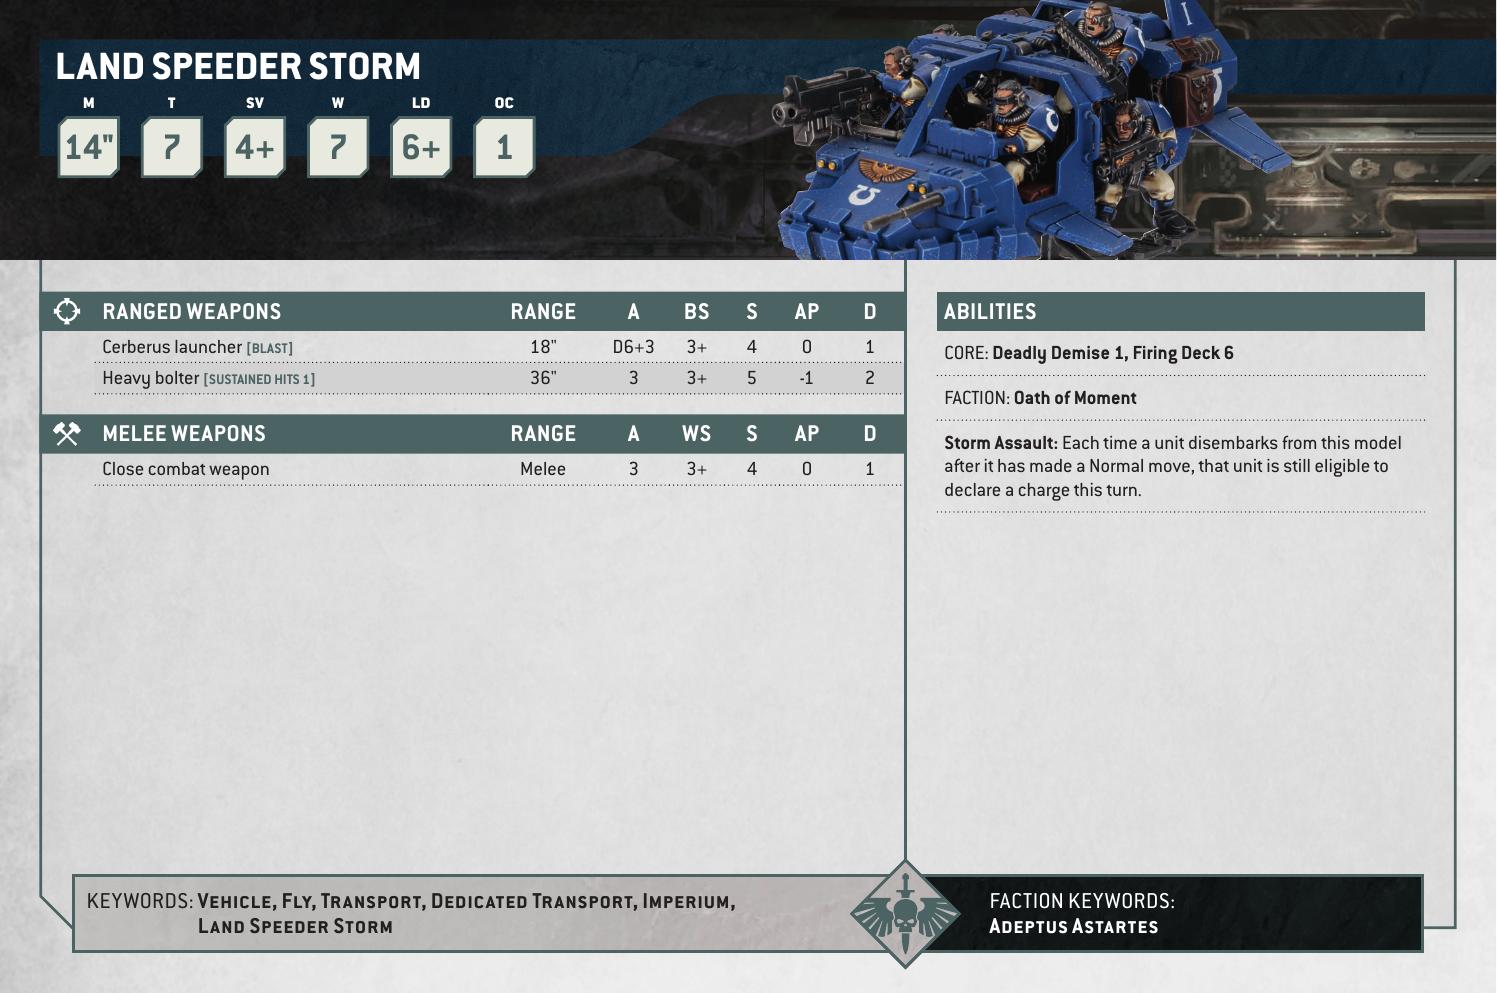 LAND SPEEDER STORM
M T SV W LD OC
14" 7 4+ 7 6+ 1
I
RANGED WEAPONS RANGE A BS S AP D
Cerberus launcher [BLAST] 18" D6+3 3+ 4 0 1
Heavy bolter [SUSTAINED HITS 1] 36" 3 3+ 5 -1 2
MELEE WEAPONS RANGE A WS S AP D
Close combat weapon Melee 3 3+ 4 0 1
ABILITIES
CORE: Deadly Demise 1, Firing Deck 6
FACTION: Oath of Moment
Storm Assault: Each time a unit disembarks from this model
after it has made a Normal move, that unit is still eligible to
declare a charge this turn.
KEYWORDS: VEHICLE, FLY, TRANSPORT, DEDICATED TRANSPORT, IMPERIUM,
LAND SPEEDER STORM
FACTION KEYWORDS:
ADEPTUS ASTARTES